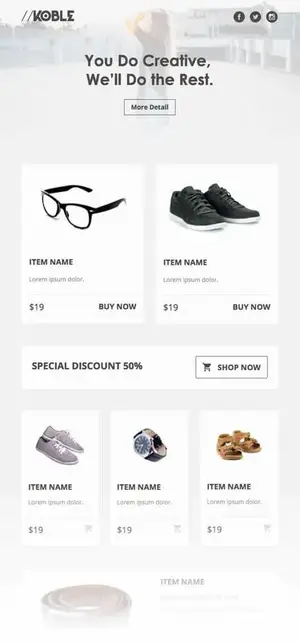 //KOBLE
You Do Creative,
We'll Do the Rest.
More Detail
ITEM NAME
Lorem ipsum dolor.
$19 BUY NOW
ITEM NAME
Lorem ipsum dolor.
$19 BUY NOW
SPECIAL DISCOUNT 50%
SHOP NOW
ITEM NAME
Lorem ipsum dolor.
$19
ITEM NAME
Lorem ipsum dolor.
$19
ITEM NAME
Lorem ipsum dolor.
$19
ITEM NAME